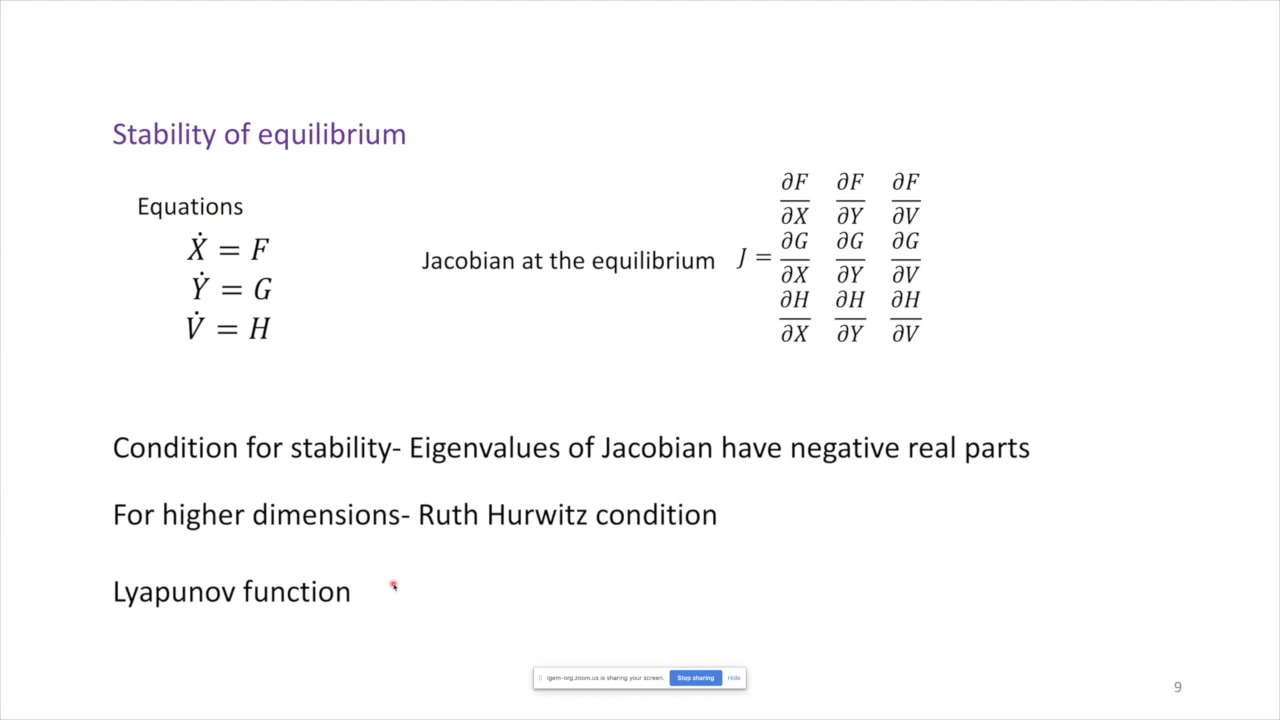 Stability of equilibrium
Equations
Ẋ = F
Ẏ = G
V̇ = H
Jacobian at the equilibrium
J =
∂F/∂X ∂F/∂Y ∂F/∂V
∂G/∂X ∂G/∂Y ∂G/∂V
∂H/∂X ∂H/∂Y ∂H/∂V
Condition for stability- Eigenvalues of Jacobian have negative real parts
For higher dimensions- Ruth Hurwitz condition
Lyapunov function
igem-org.zoom.us is sharing your screen. Stop sharing Hide
9